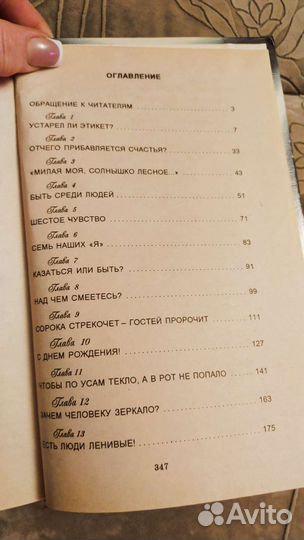 ОГЛАВЛЕНИЕ
ОБРАЩЕНИЕ К ЧИТАТЕЛЯМ 3
Глава 1
УСТАРЕЛ ЛИ ЭТИКЕТ? 7
Глава 2
ОТЧЕГО ПРИБАВЛЯЕТСЯ СЧАСТЬЯ? 33
Глава 3
«МИЛАЯ МОЯ, СОЛНЫШКО ЛЕСНОЕ...» 43
Глава 4
БЫТЬ СРЕДИ ЛЮДЕЙ 51
Глава 5
ШЕСТОЕ ЧУВСТВО 71
Глава 6
СЕМЬ НАШИХ «Я» 83
Глава 7
КАЗАТЬСЯ ИЛИ БЫТЬ? 91
Глава 8
НАД ЧЕМ СМЕЕТЕСЬ? 99
Глава 9
СОРОКА СТРЕКОЧЕТ – ГОСТЕЙ ПРОРОЧИТ 111
Глава 10
С ДНЕМ РОЖДЕНИЯ! 127
Глава 11
ЧТОБЫ ПО УСАМ ТЕКЛО, А В РОТ НЕ ПОПАЛО 141
Глава 12
ЗАЧЕМ ЧЕЛОВЕКУ ЗЕРКАЛО? 163
Глава 13
ЕСТЬ ЛЮДИ ЛЕНИВЫЕ! 175
347
Avito